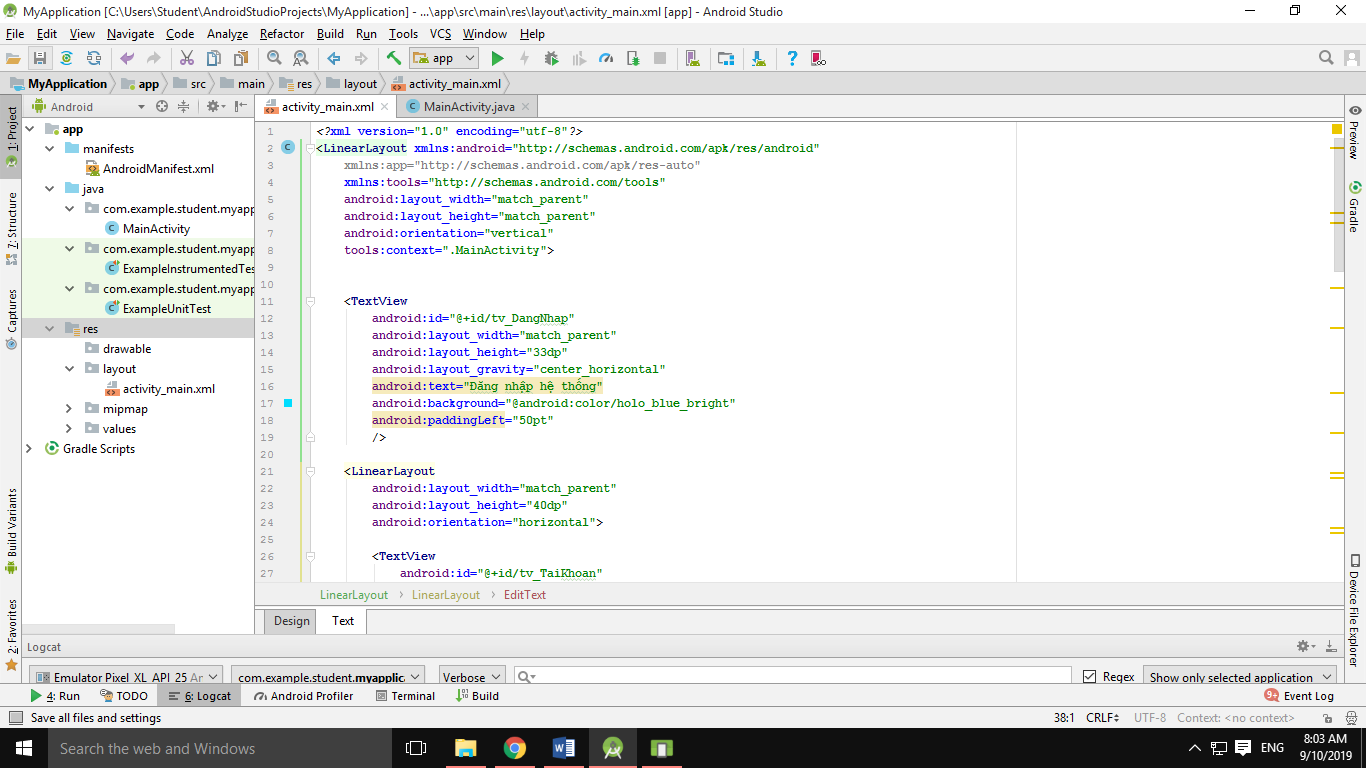 MyApplication [C:\Users\Student\AndroidStudioProjects\MyApplication] - ...\app\src\main\res\layout\activity_main.xml [app] - Android Studio
File Edit View Navigate Code Analyze Refactor Build Run Tools VCS Window Help
app
MyApplication app src main res layout activity_main.xml
Android
activity_main.xml MainActivity.java
1: Project
7: Structure
Captures
Build Variants
2: Favorites
app
manifests
AndroidManifest.xml
java
com.example.student.myapp
MainActivity
com.example.student.myapp
ExampleInstrumentedTes
com.example.student.myapp
ExampleUnitTest
res
drawable
layout
activity_main.xml
mipmap
values
Gradle Scripts
1 <?xml version="1.0" encoding="utf-8"?>
2 <LinearLayout xmlns:android="http://schemas.android.com/apk/res/android"
3 xmlns:app="http://schemas.android.com/apk/res-auto"
4 xmlns:tools="http://schemas.android.com/tools"
5 android:layout_width="match_parent"
6 android:layout_height="match_parent"
7 android:orientation="vertical"
8 tools:context=".MainActivity">
9
10
11 <TextView
12 android:id="@+id/tv_DangNhap"
13 android:layout_width="match_parent"
14 android:layout_height="33dp"
15 android:layout_gravity="center_horizontal"
16 android:text="Đăng nhập hệ thống"
17 android:background="@android:color/holo_blue_bright"
18 android:paddingLeft="50pt"
19 />
20
21 <LinearLayout
22 android:layout_width="match_parent"
23 android:layout_height="40dp"
24 android:orientation="horizontal">
25
26 <TextView
27 android:id="@+id/tv_TaiKhoan"
Preview
Gradle
Device File Explorer
LinearLayout LinearLayout EditText
Design Text
Logcat
Emulator Pixel_XL_API_25 An com.example.student.myapplica Verbose Regex Show only selected application
4: Run TODO 6: Logcat Android Profiler Terminal Build 9+ Event Log
Save all files and settings 38:1 CRLF UTF-8 Context: <no context>
Search the web and Windows ENG 8:03 AM
9/10/2019